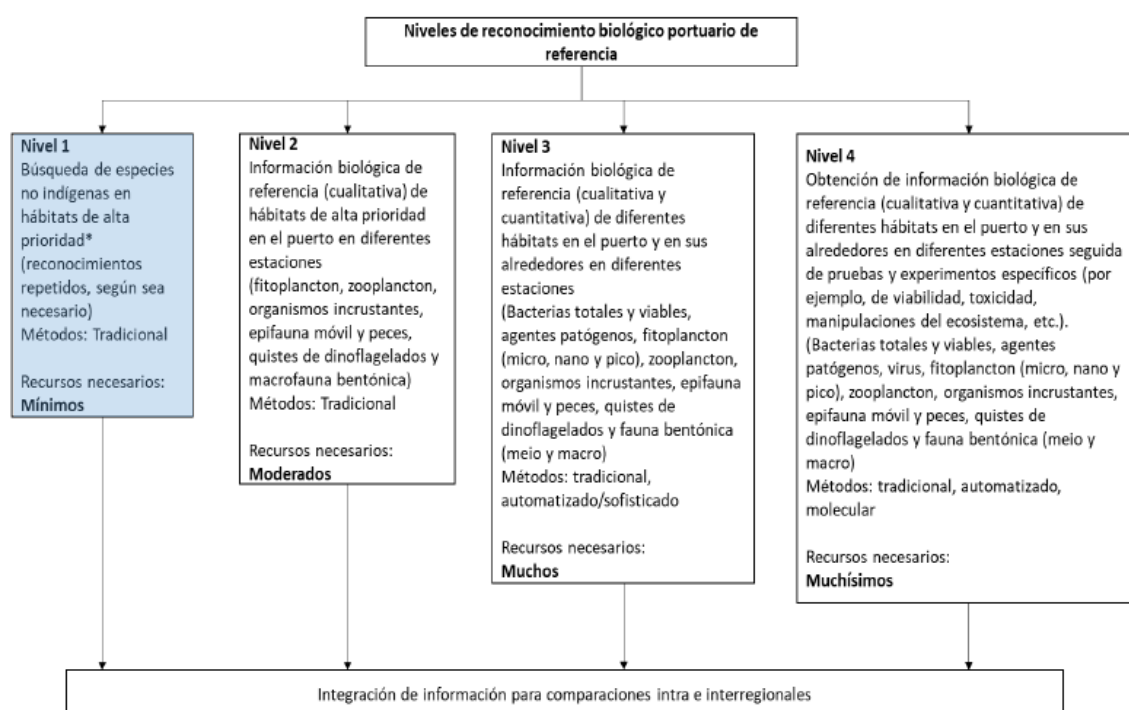 Niveles de reconocimiento biológico portuario de
referencia
Nivel 1
Búsqueda de especies
no indígenas en
hábitats de alta
prioridad*
(reconocimientos
repetidos, según sea
necesario)
Métodos: Tradicional
Recursos necesarios:
Mínimos
Nivel 2
Información biológica de
referencia (cualitativa) de
hábitats de alta prioridad
en el puerto en diferentes
estaciones
(fitoplancton, zooplancton,
organismos incrustantes,
epifauna móvil y peces,
quistes de dinoflagelados y
macrofauna bentónica)
Métodos: Tradicional
Recursos necesarios:
Moderados
Nivel 3
Información biológica de
referencia (cualitativa y
cuantitativa) de diferentes
hábitats en el puerto y en sus
alrededores en diferentes
estaciones
(Bacterias totales y viables,
agentes patógenos, fitoplancton
(micro, nano y pico), zooplancton,
organismos incrustantes, epifauna
móvil y peces, quistes de
dinoflagelados y fauna bentónica
(meio y macro)
Métodos: tradicional,
automatizado/sofisticado
Recursos necesarios:
Muchos
Nivel 4
Obtención de información biológica de
referencia (cualitativa y cuantitativa) de
diferentes hábitats en el puerto y en sus
alrededores en diferentes estaciones seguida
de pruebas y experimentos específicos (por
ejemplo, de viabilidad, toxicidad,
manipulaciones del ecosistema, etc.).
(Bacterias totales y viables, agentes
patógenos, virus, fitoplancton (micro, nano y
pico), zooplancton, organismos incrustantes,
epifauna móvil y peces, quistes de
dinoflagelados y fauna bentónica (meio y
macro)
Métodos: tradicional, automatizado,
molecular
Recursos necesarios:
Muchísimos
Integración de información para comparaciones intra e interregionales